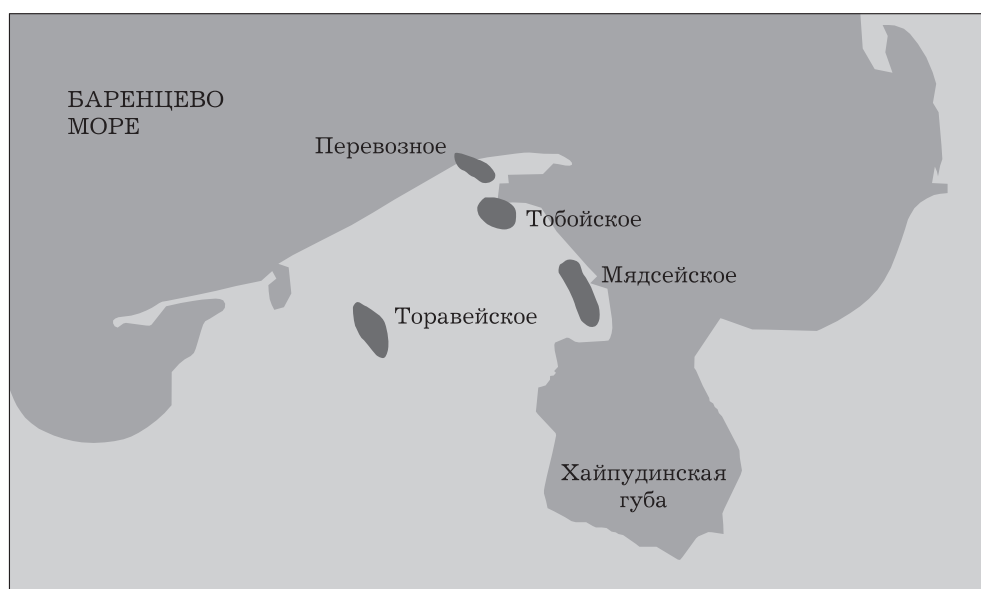 БАРЕНЦЕВО
МОРЕ
Перевозное
Тобойское
Мядсейское
Торавейское
Хайпудинская
губа